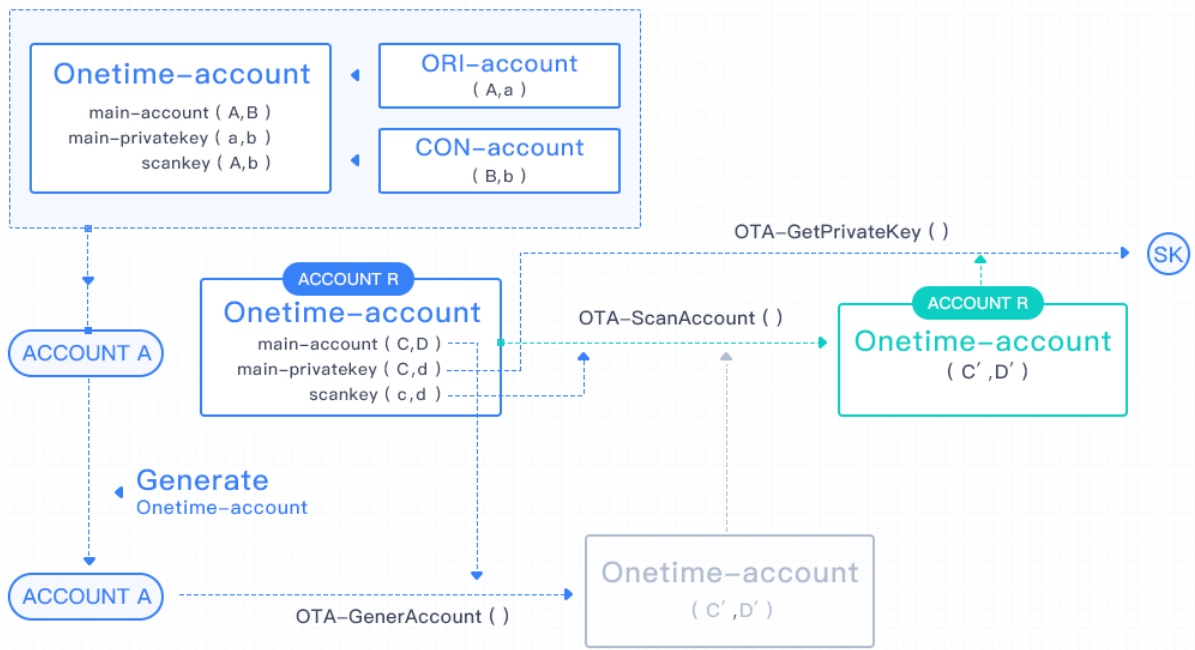 Onetime-account
main-account ( A,B )
main-privatekey ( a,b )
scankey ( A,b )
ORI-account
( A,a )
CON-account
( B,b )
OTA-GetPrivateKey ( )
SK
ACCOUNT R
Onetime-account
main-account ( C,D )
main-privatekey ( C,d )
scankey ( c,d )
OTA-ScanAccount ( )
ACCOUNT R
Onetime-account
( C′ ,D′ )
ACCOUNT A
Generate
Onetime-account
ACCOUNT A
OTA-GenerAccount ( )
Onetime-account
( C′ ,D′ )